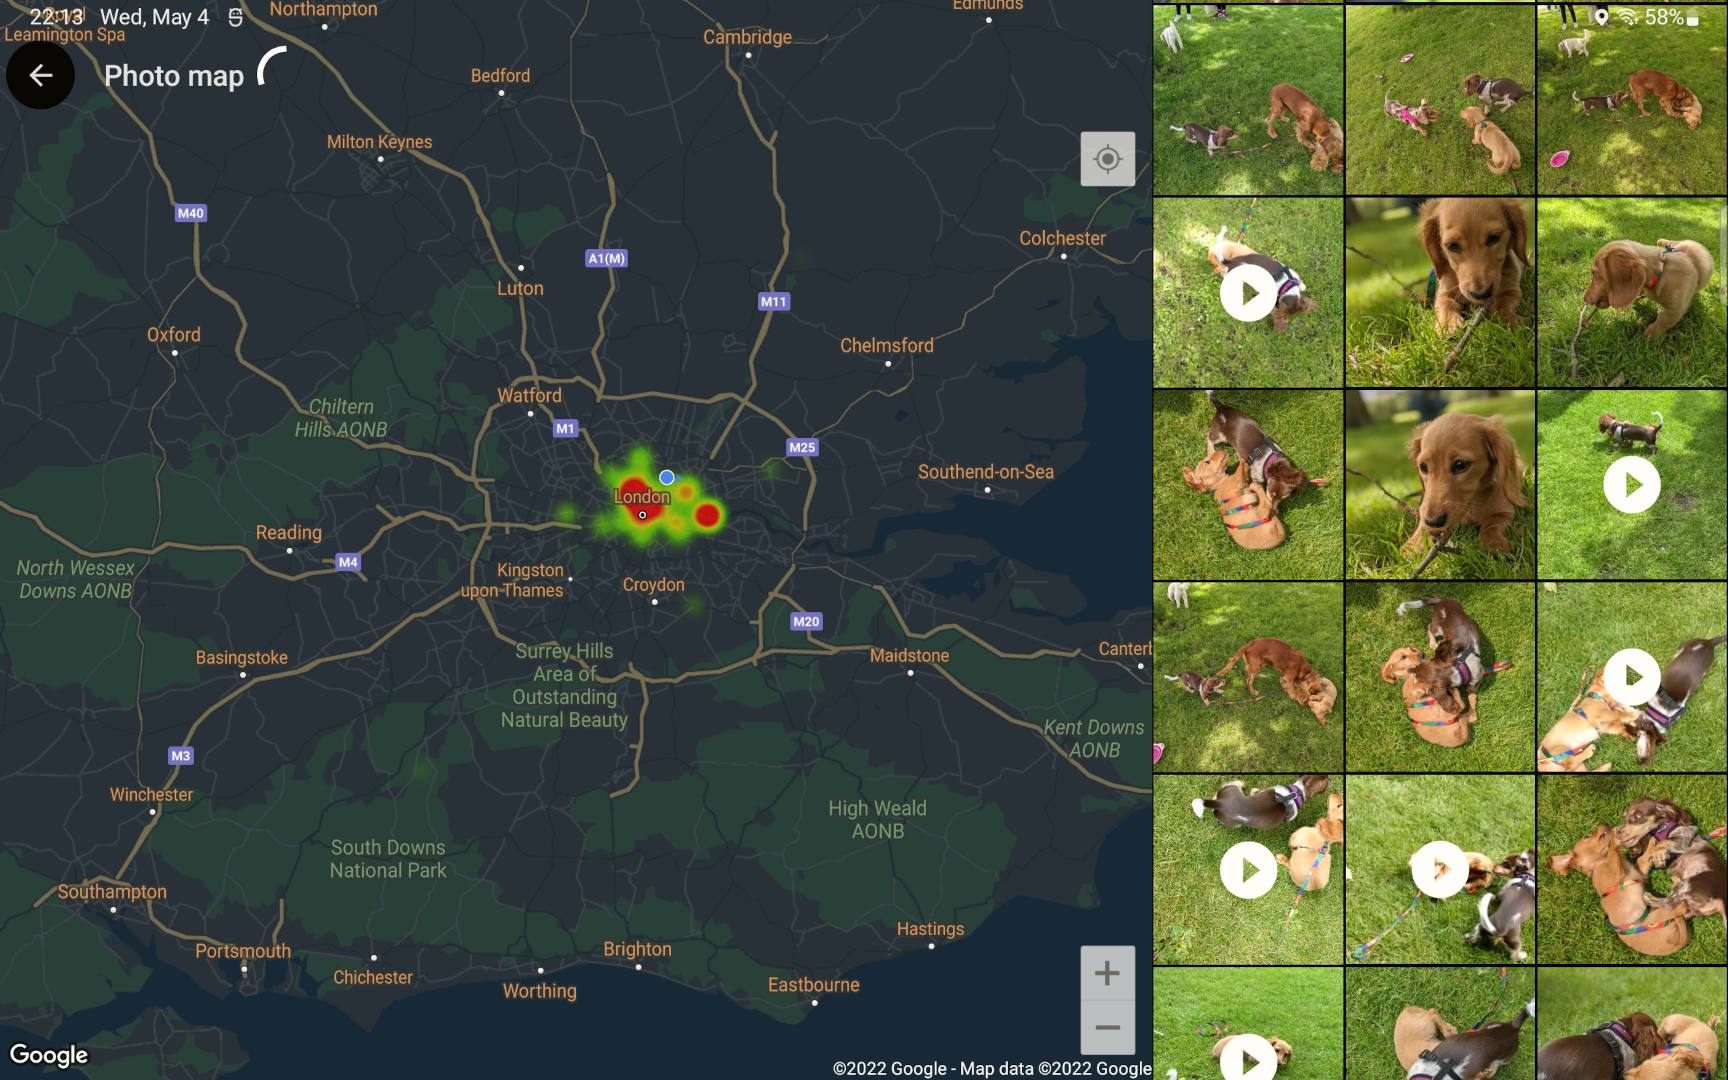 22:13 Wed, May 4
58%
Photo map
Northampton
Edmunds
Leamington Spa
Cambridge
Bedford
Milton Keynes
M40
Colchester
A1(M)
Luton
M11
Oxford
Chelmsford
Watford
Chiltern
Hills AONB
M1
M25
Southend-on-Sea
London
Reading
M4
North Wessex
Downs AONB
Kingston
upon Thames
Croydon
M20
Basingstoke
Surrey Hills
Area of
Outstanding
Natural Beauty
Maidstone
Canterb
Kent Downs
AONB
M3
Winchester
High Weald
AONB
South Downs
National Park
Southampton
Hastings
Portsmouth
Brighton
Chichester
Worthing
Eastbourne
Google
©2022 Google - Map data ©2022 Google